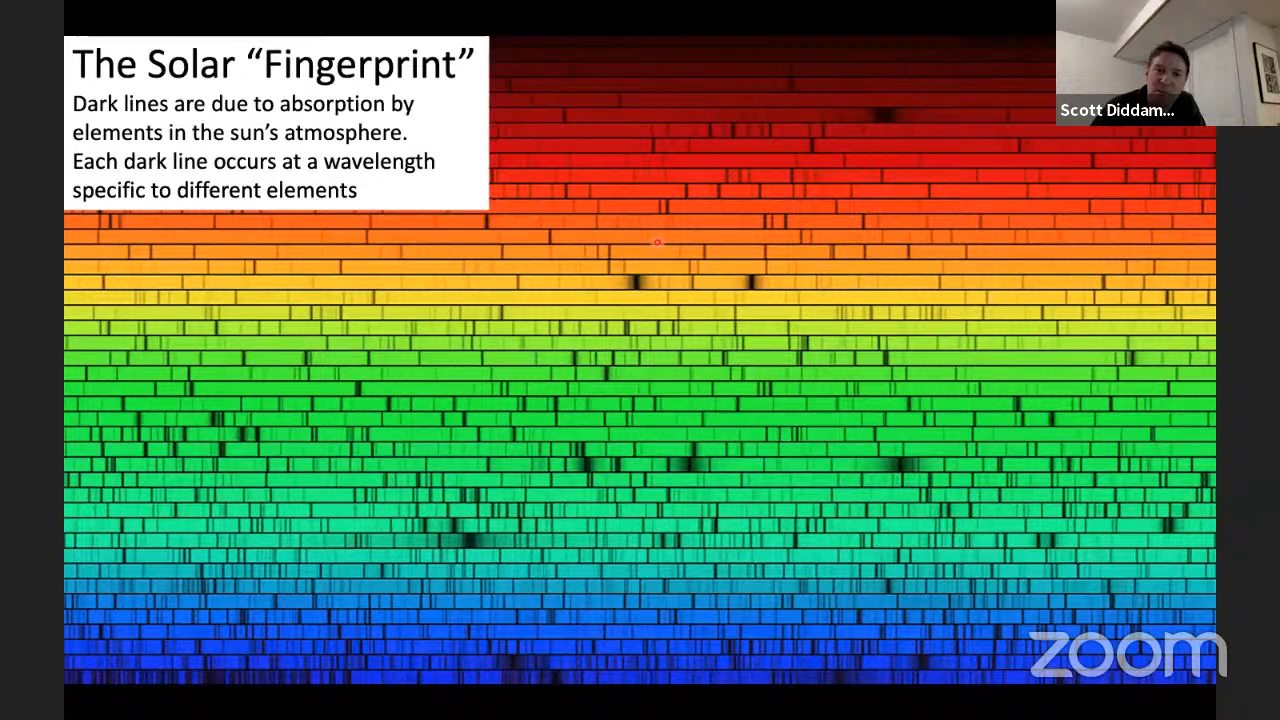 The Solar “Fingerprint”
Dark lines are due to absorption by
elements in the sun’s atmosphere.
Each dark line occurs at a wavelength
specific to different elements
Scott Diddam...
zoom